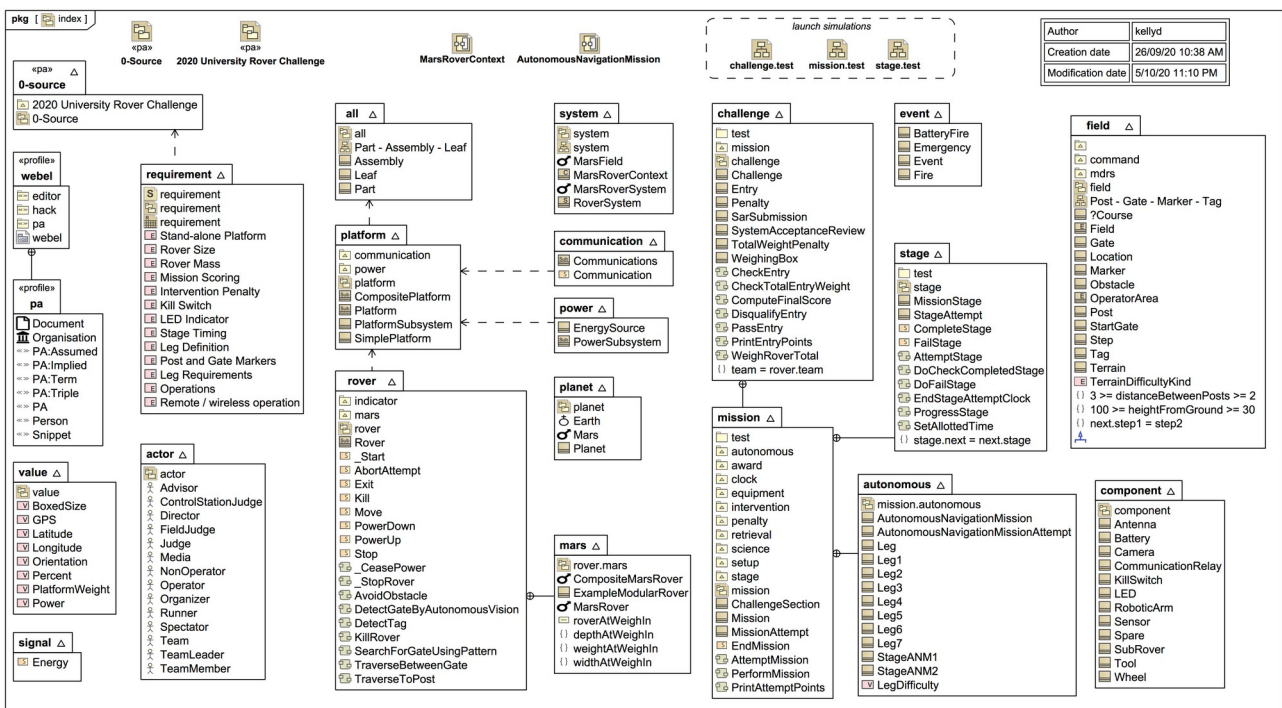 pkg [ index ]
«pa»
0-Source
«pa»
2020 University Rover Challenge
MarsRoverContext
AutonomousNavigationMission
launch simulations
challenge.test
mission.test
stage.test
Author kellyd
Creation date 26/09/20 10:38 AM
Modification date 5/10/20 11:10 PM
«pa»
0-source
2020 University Rover Challenge
0-Source
«profile»
webel
editor
hack
pa
webel
«profile»
pa
Document
Organisation
«» PA:Assumed
«» PA:Implied
«» PA:Term
«» PA:Triple
«» PA
«» Person
«» Snippet
value
value
V BoxedSize
V GPS
V Latitude
V Longitude
V Orientation
V Percent
V PlatformWeight
V Power
signal
S Energy
requirement
S requirement
requirement
requirement
E Stand-alone Platform
E Rover Size
E Rover Mass
E Mission Scoring
E Intervention Penalty
E Kill Switch
E LED Indicator
E Stage Timing
E Leg Definition
E Post and Gate Markers
E Leg Requirements
E Operations
E Remote / wireless operation
actor
actor
Advisor
ControlStationJudge
Director
FieldJudge
Judge
Media
NonOperator
Operator
Organizer
Runner
Spectator
Team
TeamLeader
TeamMember
all
all
Part - Assembly - Leaf
Assembly
Leaf
Part
platform
communication
power
platform
CompositePlatform
Platform
PlatformSubsystem
SimplePlatform
rover
indicator
mars
rover
Rover
S _Start
S AbortAttempt
S Exit
S Kill
S Move
S PowerDown
S PowerUp
S Stop
_CeasePower
_StopRover
AvoidObstacle
DetectGateByAutonomousVision
DetectTag
KillRover
SearchForGateUsingPattern
TraverseBetweenGate
TraverseToPost
system
system
system
MarsField
MarsRoverContext
MarsRoverSystem
RoverSystem
communication
Communications
S Communication
power
EnergySource
PowerSubsystem
planet
planet
Earth
Mars
Planet
mars
rover.mars
CompositeMarsRover
ExampleModularRover
MarsRover
roverAtWeighIn
{ } depthAtWeighIn
{ } weightAtWeighIn
{ } widthAtWeighIn
challenge
test
mission
challenge
Challenge
Entry
Penalty
SarSubmission
SystemAcceptanceReview
TotalWeightPenalty
WeighingBox
CheckEntry
CheckTotalEntryWeight
ComputeFinalScore
DisqualifyEntry
PassEntry
PrintEntryPoints
WeighRoverTotal
{ } team = rover.team
mission
test
autonomous
award
clock
equipment
intervention
penalty
retrieval
science
setup
stage
mission
ChallengeSection
Mission
MissionAttempt
S EndMission
AttemptMission
PerformMission
PrintAttemptPoints
event
BatteryFire
Emergency
Event
Fire
stage
test
stage
MissionStage
StageAttempt
S CompleteStage
S FailStage
AttemptStage
DoCheckCompletedStage
DoFailStage
EndStageAttemptClock
ProgressStage
SetAllottedTime
{ } stage.next = next.stage
autonomous
mission.autonomous
AutonomousNavigationMission
AutonomousNavigationMissionAttempt
Leg
Leg1
Leg2
Leg3
Leg4
Leg5
Leg6
Leg7
StageANM1
StageANM2
V LegDifficulty
field
command
mdrs
field
Post - Gate - Marker - Tag
?Course
Field
Gate
Location
Marker
Obstacle
OperatorArea
Post
StartGate
Step
Tag
Terrain
E TerrainDifficultyKind
{ } 3 >= distanceBetweenPosts >= 2
{ } 100 >= heightFromGround >= 30
{ } next.step1 = step2
component
component
Antenna
Battery
Camera
CommunicationRelay
KillSwitch
LED
RoboticArm
Sensor
Spare
SubRover
Tool
Wheel